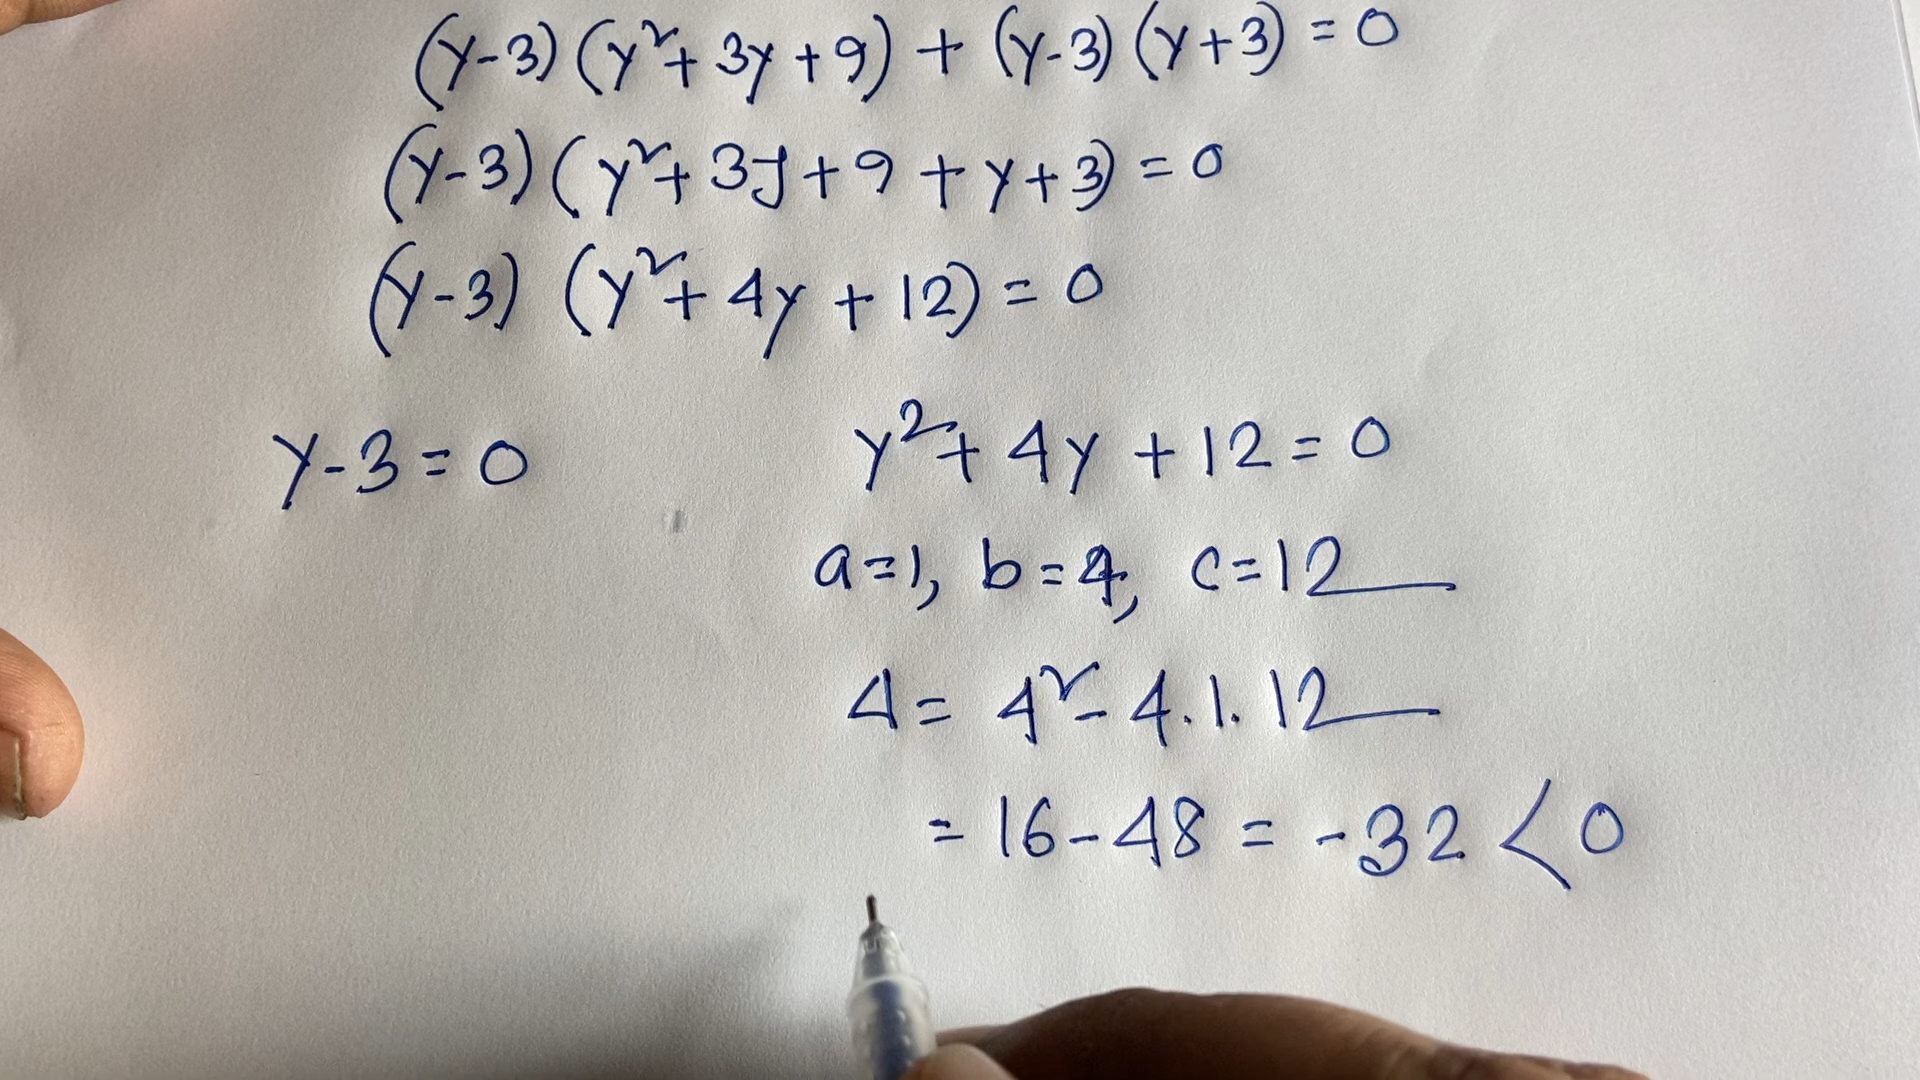 (y-3)(y²+3y+9)+(y-3)(y+3)=0
(y-3)(y²+3y+9+y+3)=0
(y-3)(y²+4y+12)=0
y-3=0
y²+4y+12=0
a=1, b=4, c=12
Δ=4²-4.1.12
=16-48=-32<0